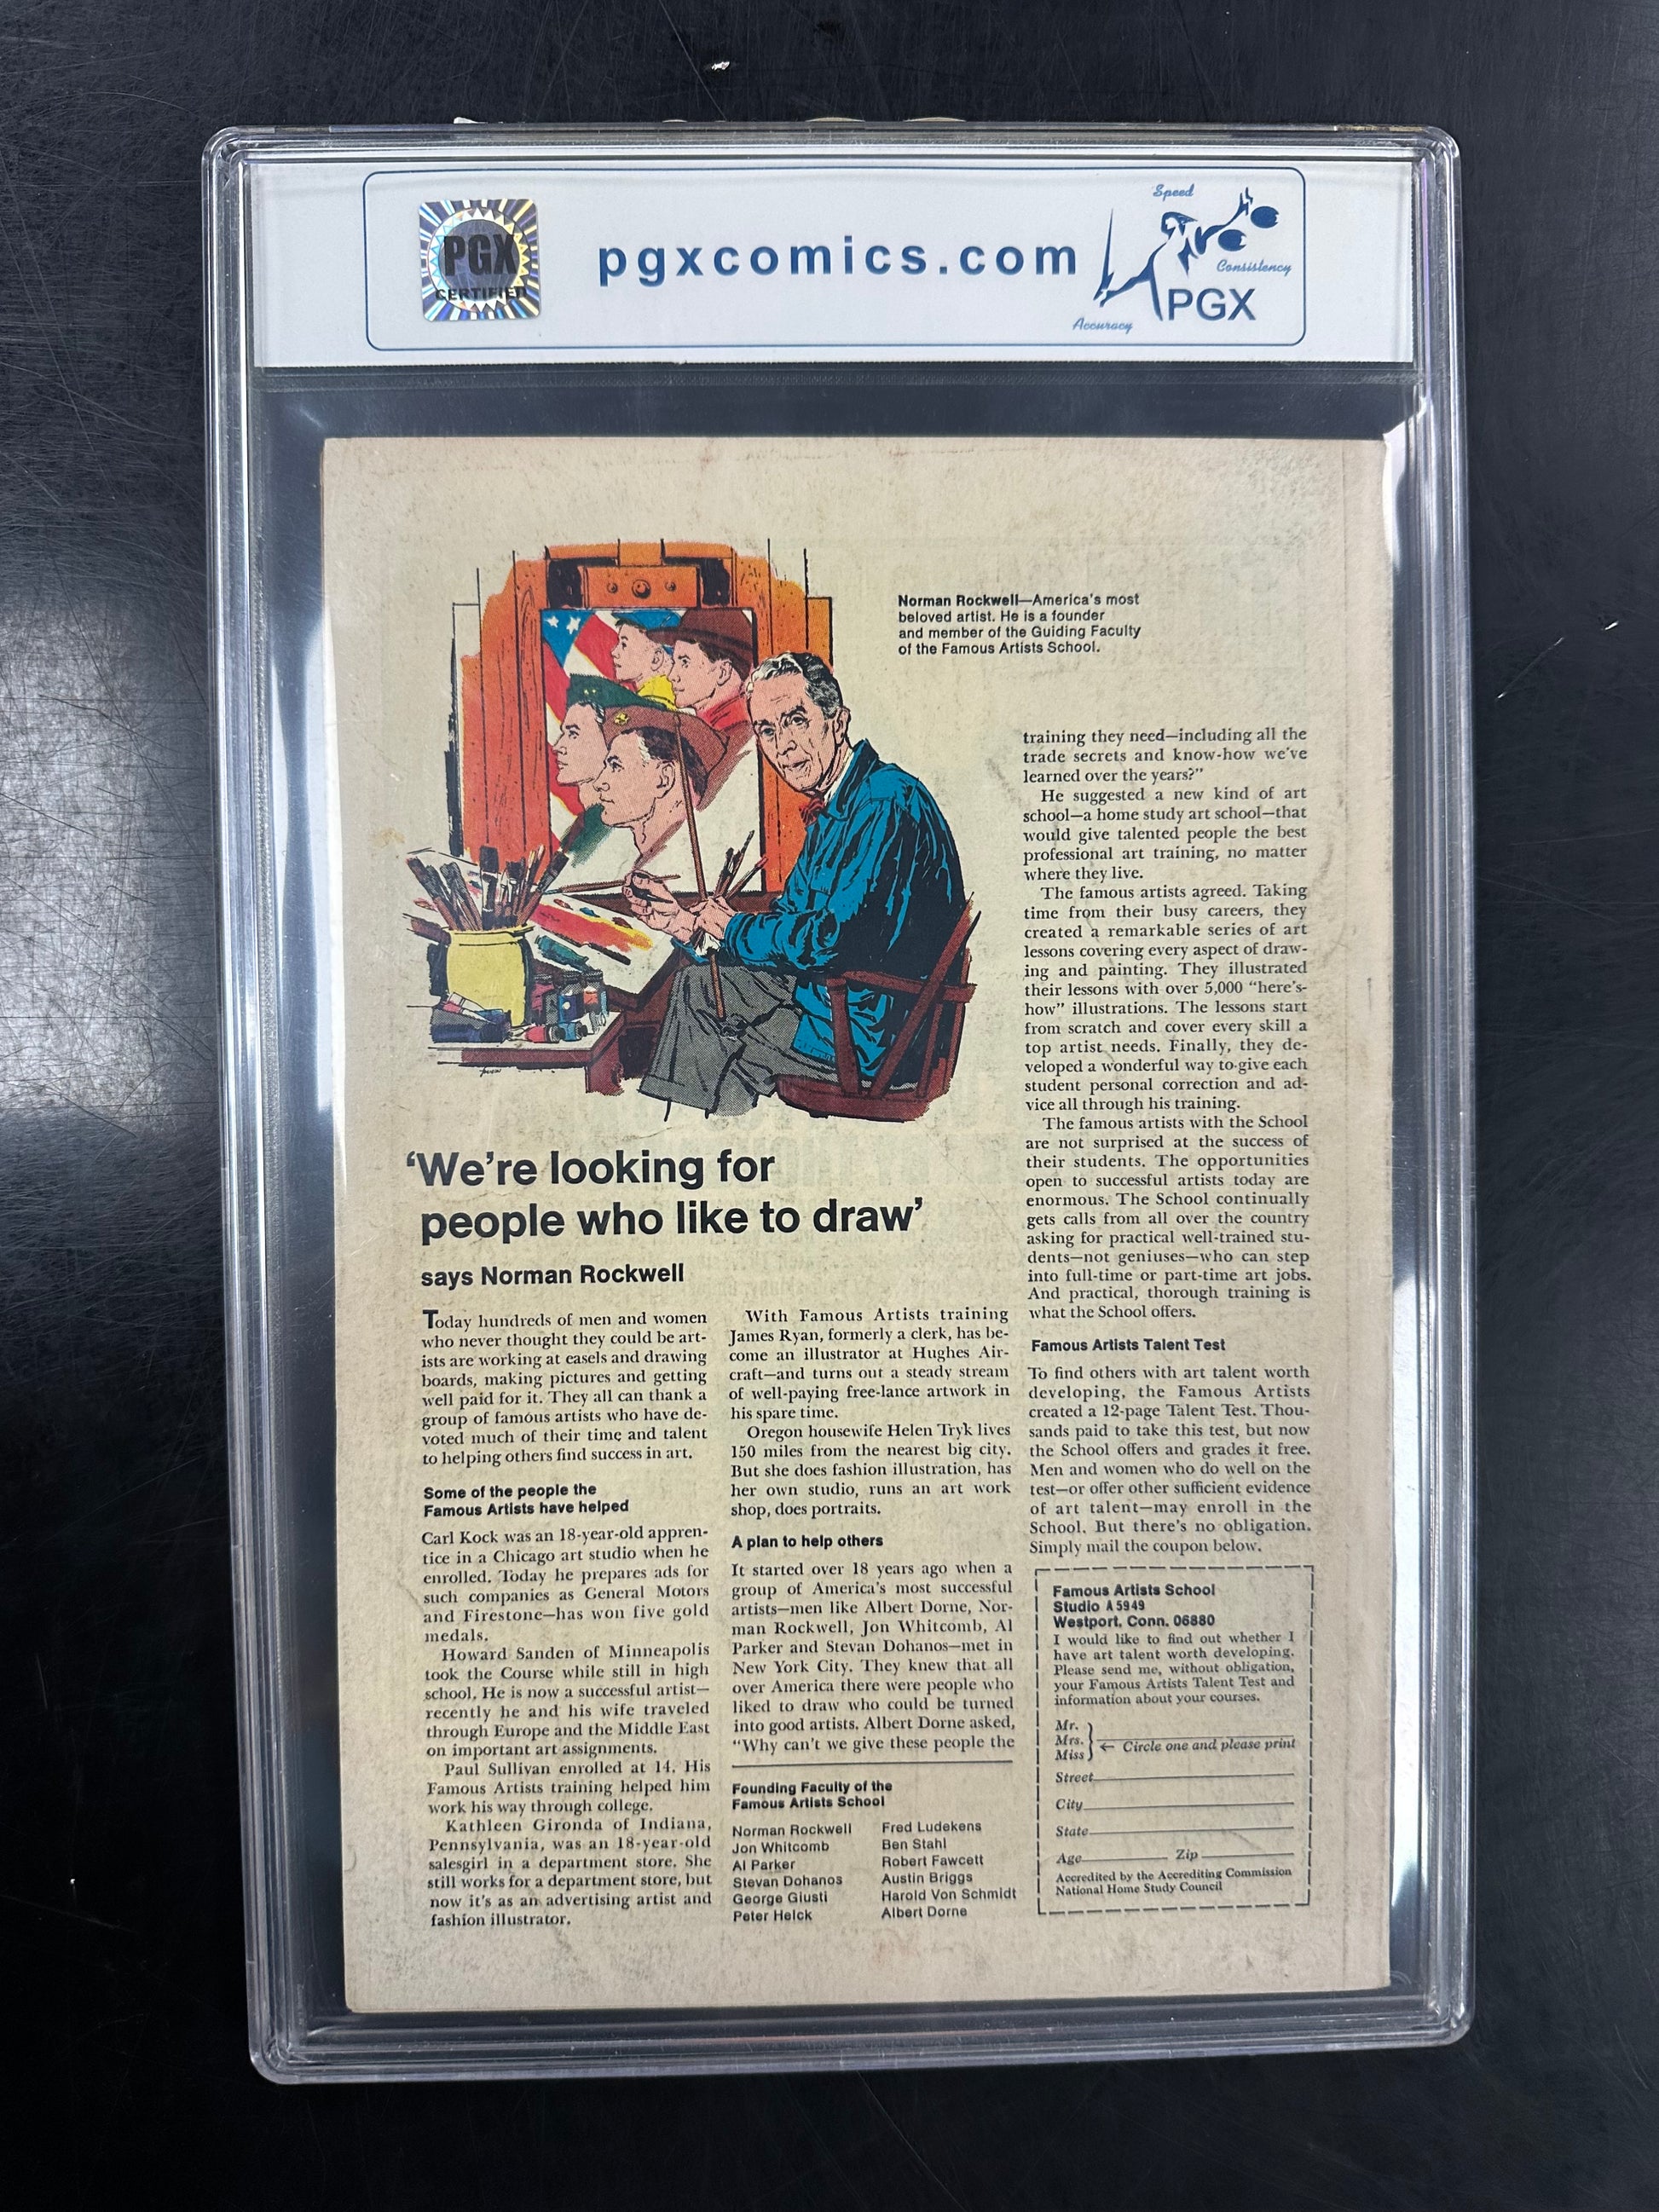 PGX
CERTIFIED
pgxcomics.com
Speed
Consistency
Accuracy
PGX
Norman Rockwell—America's most
beloved artist. He is a founder
and member of the Guiding Faculty
of the Famous Artists School.
‘We're looking for
people who like to draw’
says Norman Rockwell
Today hundreds of men and women
who never thought they could be art-
ists are working at easels and drawing
boards, making pictures and getting
well paid for it. They all can thank a
group of famous artists who have de-
voted much of their time and talent
to helping others find success in art.
Some of the people the
Famous Artists have helped
Carl Kock was an 18-year-old appren-
tice in a Chicago art studio when he
enrolled. Today he prepares ads for
such companies as General Motors
and Firestone—has won five gold
medals.
Howard Sanden of Minneapolis
took the Course while still in high
school. He is now a successful artist—
recently he and his wife traveled
through Europe and the Middle East
on important art assignments.
Paul Sullivan enrolled at 14. His
Famous Artists training helped him
work his way through college.
Kathleen Gironda of Indiana,
Pennsylvania, was an 18-year-old
salesgirl in a department store. She
still works for a department store, but
now it's as an advertising artist and
fashion illustrator.
With Famous Artists training
James Ryan, formerly a clerk, has be-
come an illustrator at Hughes Air-
craft—and turns out a steady stream
of well-paying free-lance artwork in
his spare time.
Oregon housewife Helen Tryk lives
150 miles from the nearest big city.
But she does fashion illustration, has
her own studio, runs an art work
shop, does portraits.
A plan to help others
It started over 18 years ago when a
group of America's most successful
artists—men like Albert Dorne, Nor-
man Rockwell, Jon Whitcomb, Al
Parker and Stevan Dohanos—met in
New York City. They knew that all
over America there were people who
liked to draw who could be turned
into good artists. Albert Dorne asked,
“Why can't we give these people the
Founding Faculty of the
Famous Artists School
Norman Rockwell
Jon Whitcomb
Al Parker
Stevan Dohanos
George Giusti
Peter Helck
Fred Ludekens
Ben Stahl
Robert Fawcett
Austin Briggs
Harold Von Schmidt
Albert Dorne
training they need—including all the
trade secrets and know-how we've
learned over the years?”
He suggested a new kind of art
school—a home study art school—that
would give talented people the best
professional art training, no matter
where they live.
The famous artists agreed. Taking
time from their busy careers, they
created a remarkable series of art
lessons covering every aspect of draw-
ing and painting. They illustrated
their lessons with over 5,000 “here's-
how” illustrations. The lessons start
from scratch and cover every skill a
top artist needs. Finally, they de-
veloped a wonderful way to give each
student personal correction and ad-
vice all through his training.
The famous artists with the School
are not surprised at the success of
their students. The opportunities
open to successful artists today are
enormous. The School continually
gets calls from all over the country
asking for practical well-trained stu-
dents—not geniuses—who can step
into full-time or part-time art jobs.
And practical, thorough training is
what the School offers.
Famous Artists Talent Test
To find others with art talent worth
developing, the Famous Artists
created a 12-page Talent Test. Thou-
sands paid to take this test, but now
the School offers and grades it free.
Men and women who do well on the
test—or offer other sufficient evidence
of art talent—may enroll in the
School. But there's no obligation.
Simply mail the coupon below.
Famous Artists School
Studio A5949
Westport, Conn. 06880
I would like to find out whether I
have art talent worth developing.
Please send me, without obligation,
your Famous Artists Talent Test and
information about your courses.
Mr.
Mrs. ← Circle one and please print
Miss
Street
City
State
Age Zip
Accredited by the Accrediting Commission
National Home Study Council